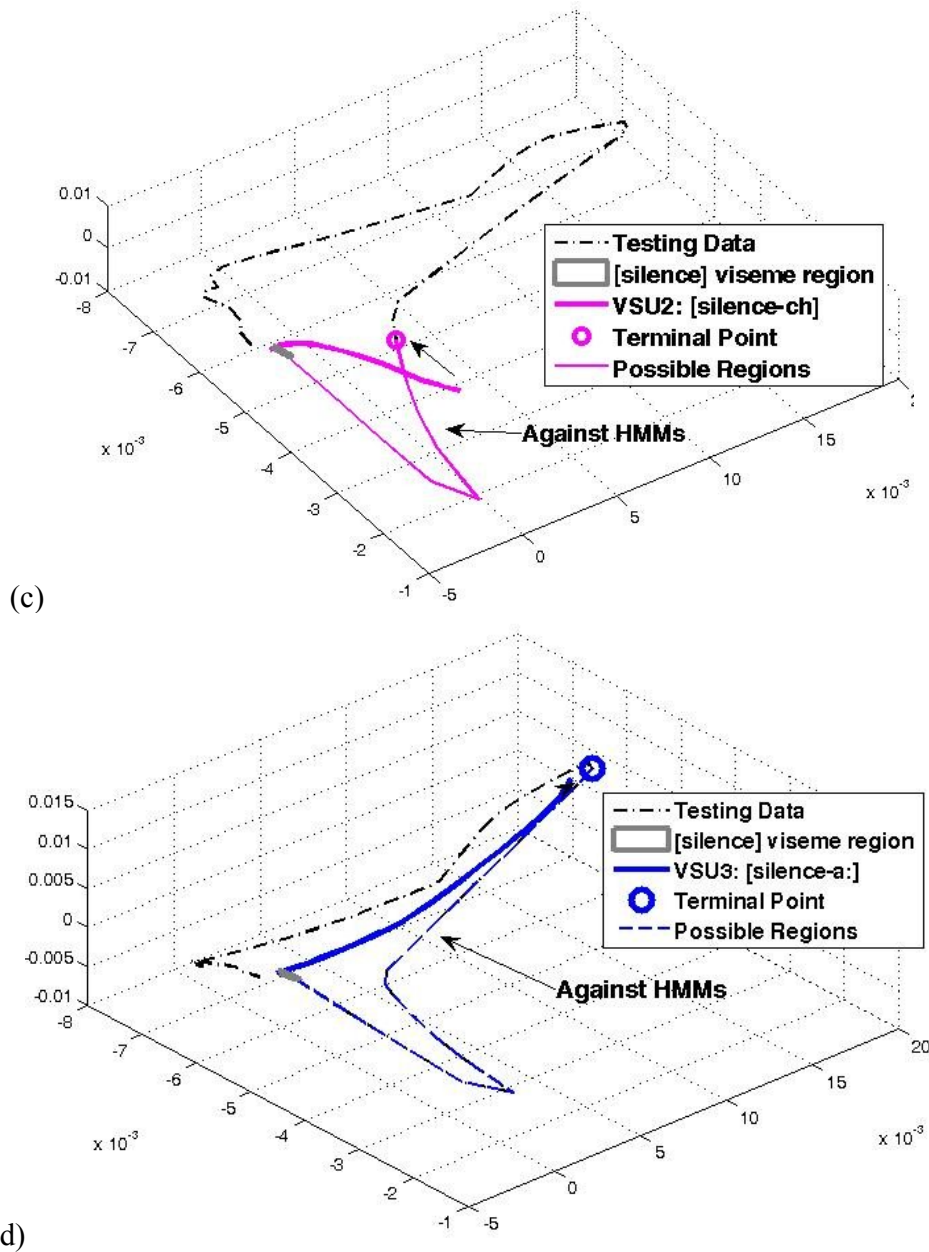 0.01
0
-0.01
-8
-7
-6
-5
-4
-3
-2
-1
x 10⁻³
-5
0
5
10
15
2
x 10⁻³
Testing Data
[silence] viseme region
VSU2: [silence-ch]
Terminal Point
Possible Regions
Against HMMs
(c)
0.015
0.01
0.005
0
-0.005
-0.01
-8
-7
-6
-5
-4
-3
-2
-1
x 10⁻³
-5
0
5
10
15
20
x 10⁻³
Testing Data
[silence] viseme region
VSU3: [silence-a:]
Terminal Point
Possible Regions
Against HMMs
d)